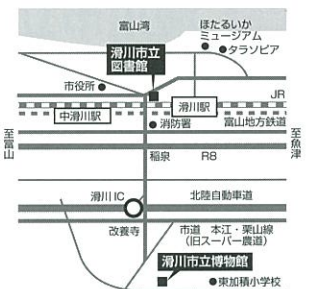 富山湾
ほたるいか
ミュージアム
タラソピア
滑川市立
図書館
市役所
滑川駅
JR
中滑川駅
消防署
富山地方鉄道
至富山
至魚津
稲泉
R8
滑川IC
北陸自動車道
改養寺
市道 本江・栗山線
(旧スーパー農道)
滑川市立博物館
東加積小学校